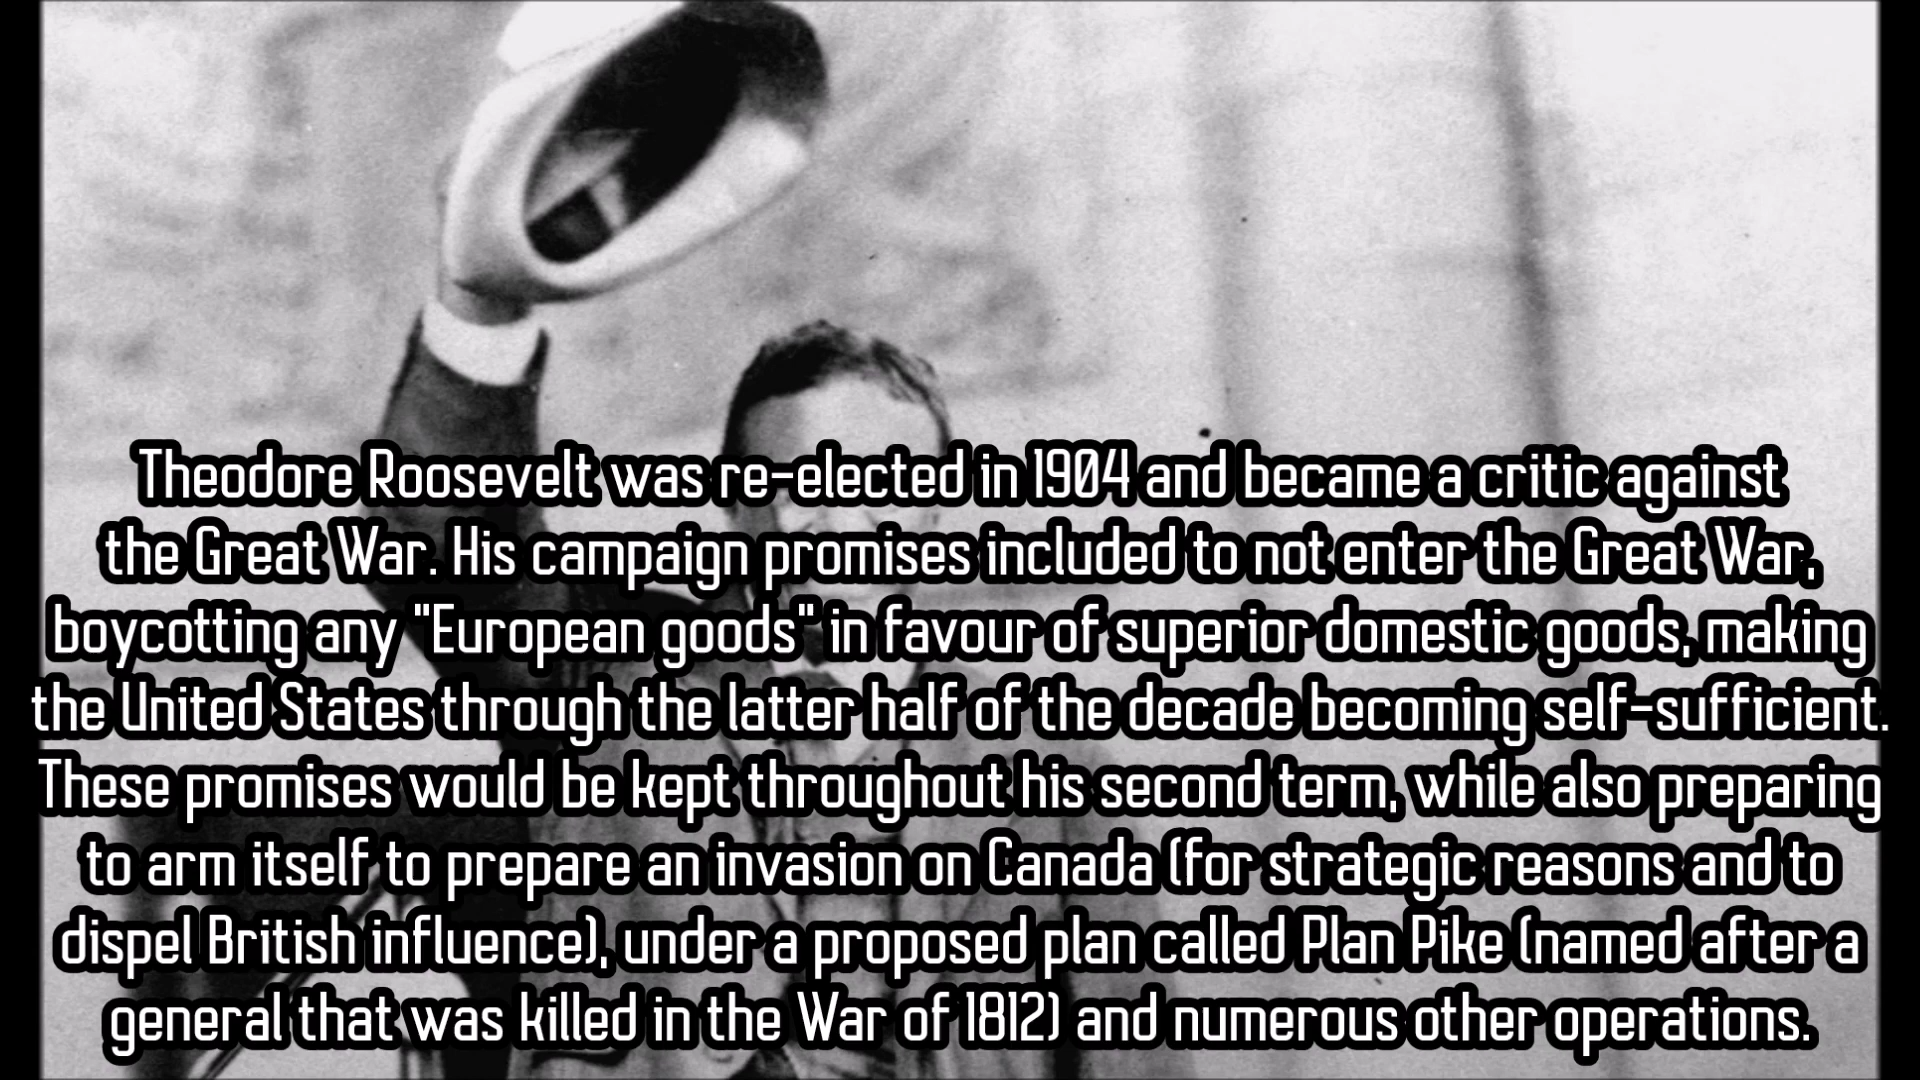 Theodore Roosevelt was re-elected in 1904 and became a critic against
the Great War. His campaign promises included to not enter the Great War,
boycotting any "European goods" in favour of superior domestic goods, making
the United States through the latter half of the decade becoming self-sufficient.
These promises would be kept throughout his second term, while also preparing
to arm itself to prepare an invasion on Canada (for strategic reasons and to
dispel British influence), under a proposed plan called Plan Pike (named after a
general that was killed in the War of 1812) and numerous other operations.